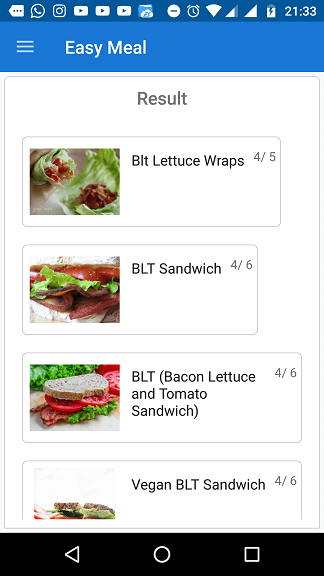 21:33
Easy Meal
Result
Blt Lettuce Wraps 4/ 5
BLT Sandwich 4/ 6
BLT (Bacon Lettuce 4/ 6
and Tomato
Sandwich)
Vegan BLT Sandwich 4/ 6